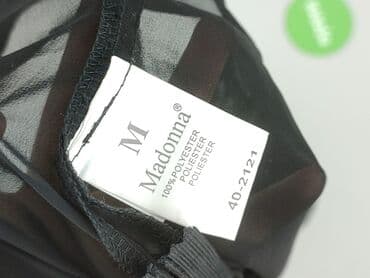 M
Madonna®
100% POLYESTER
POLIESTER
POLIESTER
40-2121